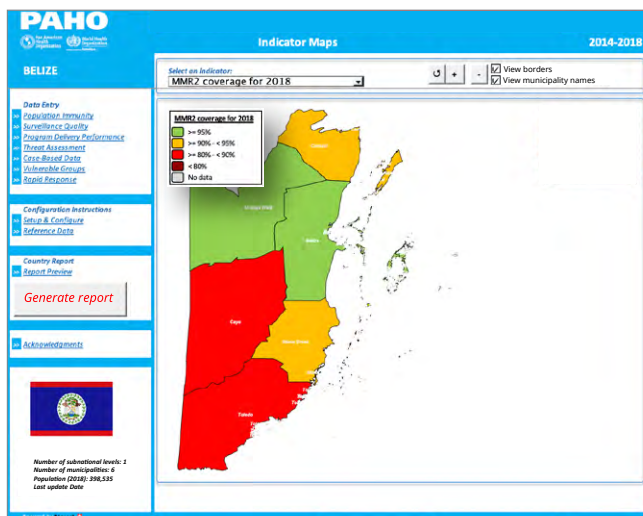 PAHO
Indicator Maps
2014-2018
BELIZE
Select an Indicator:
MMR2 coverage for 2018
↺ + -
View borders
View municipality names
Data Entry
Population Immunity
Surveillance Quality
Program Delivery Performance
Threat Assessment
Case-Based Data
Vulnerable Groups
Rapid Response
Configuration Instructions
Setup & Configure
Reference Data
Country Report
Report Preview
Generate report
Acknowledgments
Number of subnational levels: 1
Number of municipalities: 6
Population (2018): 398,535
Last update Date
MMR2 coverage for 2018
>= 95%
>= 90% - < 95%
>= 80% - < 90%
< 80%
No data
Cayo
Toledo